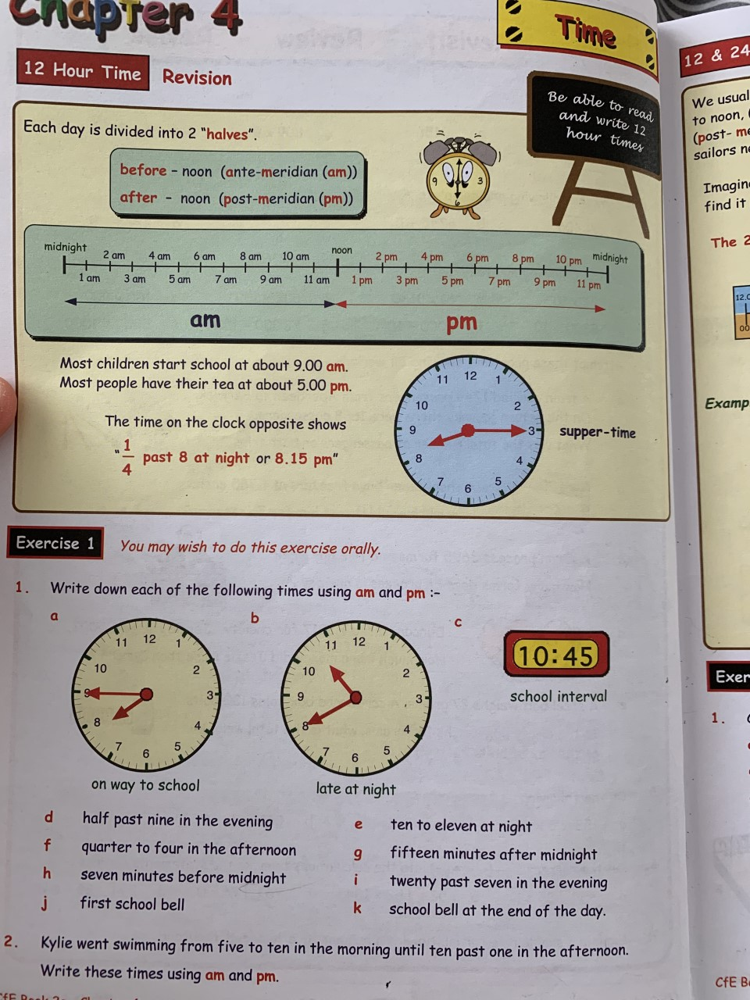 Chapter 4
Time
12 Hour Time
Revision
Be able to read
and write 12
hour times
Each day is divided into 2 "halves".
before - noon (ante-meridian (am))
after - noon (post-meridian (pm))
9 3
6
midnight 2 am 4 am 6 am 8 am 10 am noon 2 pm 4 pm 6 pm 8 pm 10 pm midnight
1 am 3 am 5 am 7 am 9 am 11 am 1 pm 3 pm 5 pm 7 pm 9 pm 11 pm
am pm
Most children start school at about 9.00 am.
Most people have their tea at about 5.00 pm.
The time on the clock opposite shows
"1/4 past 8 at night or 8.15 pm"
12 1 2 3 4 5 6 7 8 9 10 11
supper-time
Exercise 1
You may wish to do this exercise orally.
1. Write down each of the following times using am and pm :-
a
12 1 2 3 4 5 6 7 8 9 10 11
on way to school
b
12 1 2 3 4 5 6 7 8 9 10 11
late at night
c
10:45
school interval
d half past nine in the evening
e ten to eleven at night
f quarter to four in the afternoon
g fifteen minutes after midnight
h seven minutes before midnight
i twenty past seven in the evening
j first school bell
k school bell at the end of the day.
2. Kylie went swimming from five to ten in the morning until ten past one in the afternoon.
Write these times using am and pm.
12 & 24
We usual
to noon,
(post- me
sailors n
Imagin
find it
The 2
12.0
00
Examp
Exer
1.
CfE B